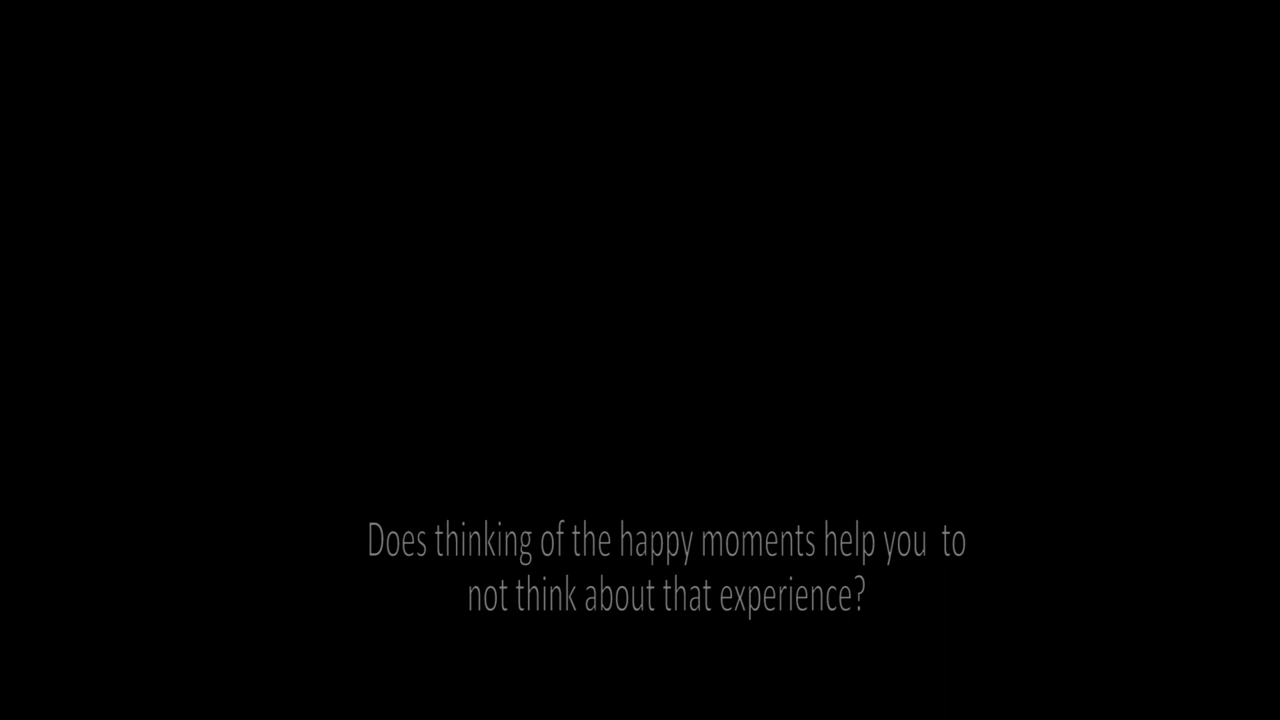 Does thinking of the happy moments help you  to
not think about that experience?